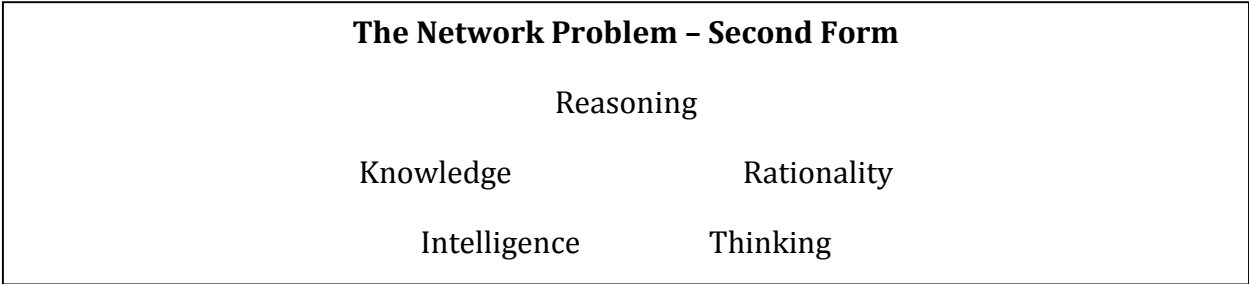 The Network Problem – Second Form
Reasoning
Knowledge Rationality
Intelligence Thinking